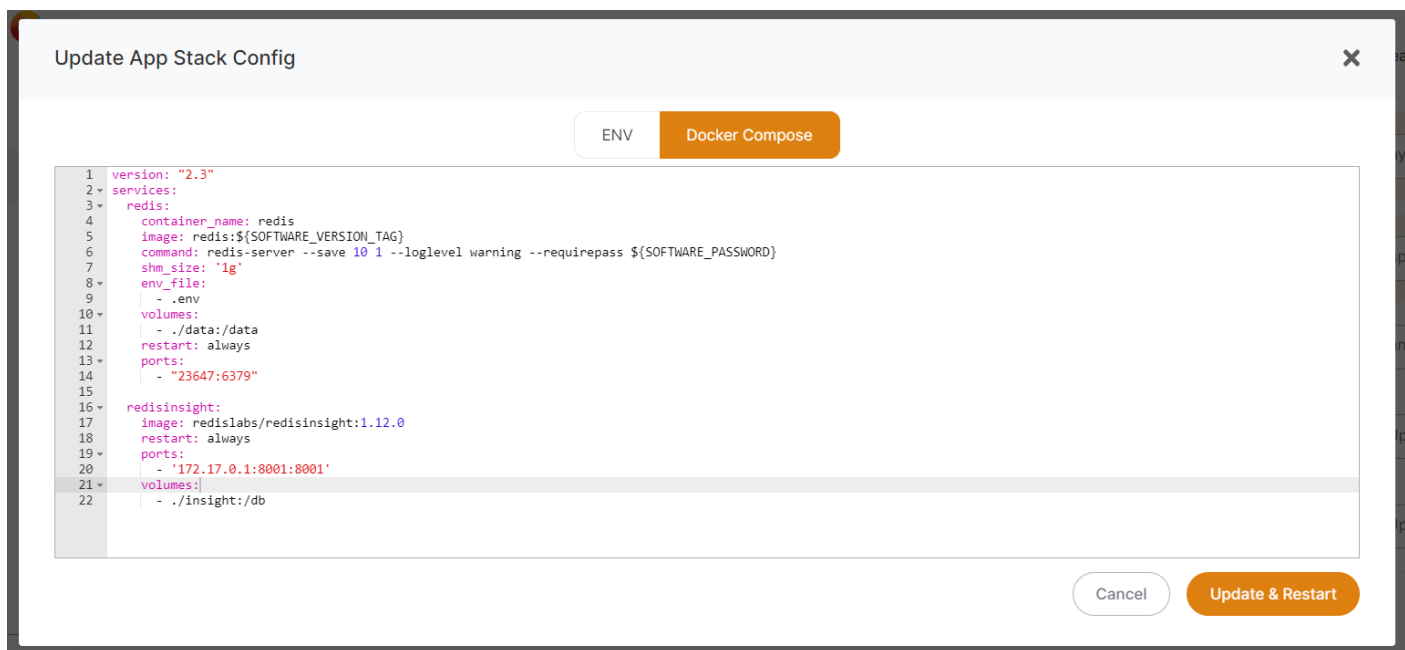 Update App Stack Config
ENV
Docker Compose
1 version: "2.3"
2 services:
3   redis:
4     container_name: redis
5     image: redis:${SOFTWARE_VERSION_TAG}
6     command: redis-server --save 10 1 --loglevel warning --requirepass ${SOFTWARE_PASSWORD}
7     shm_size: '1g'
8     env_file:
9       - .env
10     volumes:
11       - ./data:/data
12     restart: always
13     ports:
14       - "23647:6379"
15
16   redisinsight:
17     image: redislabs/redisinsight:1.12.0
18     restart: always
19     ports:
20       - '172.17.0.1:8001:8001'
21     volumes:
22       - ./insight:/db
Cancel
Update & Restart